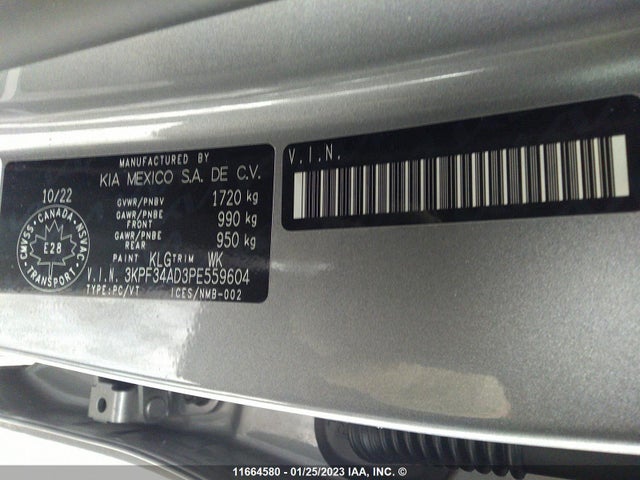 MANUFACTURED BY
KIA MEXICO S.A. DE C.V.
10/22
GVWR/PNBV 1720 kg
GAWR/PNBE FRONT 990 kg
GAWR/PNBE REAR 950 kg
PAINT KLG TRIM WK
V.I.N. 3KPF34AD3PE559604
TYPE:PC/VT ICES/NMB-002
CMVSS · CANADA · NSVAC
E28
TRANSPORT
V.I.N.
11664580 - 01/25/2023 IAA, INC. ©